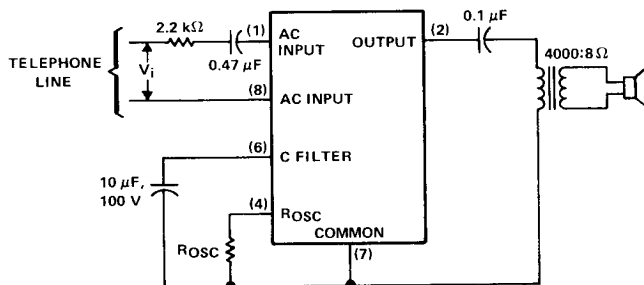 2.2 kΩ
(1)
AC
INPUT
OUTPUT
(2)
0.1 μF
TELEPHONE
LINE
Vi
0.47 μF
4000:8 Ω
(8)
AC INPUT
(6)
C FILTER
10 μF,
100 V
(4)
ROSC
ROSC
COMMON
(7)